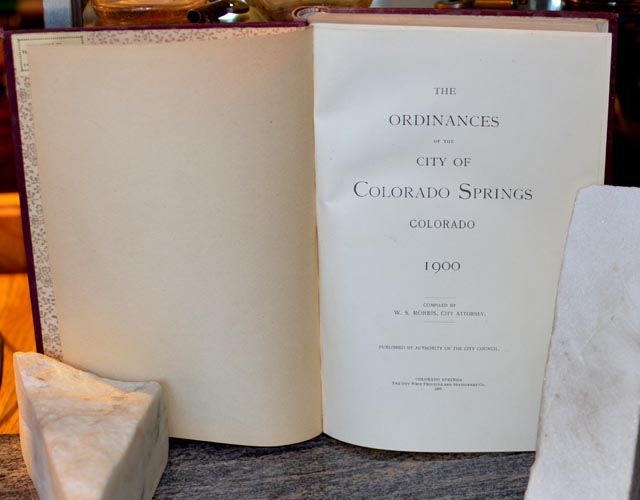 THE
ORDINANCES
OF THE
CITY OF
COLORADO SPRINGS
COLORADO
1900
COMPILED BY
W. S. MORRIS, CITY ATTORNEY.
PUBLISHED BY AUTHORITY OF THE CITY COUNCIL.
COLORADO SPRINGS
THE OUT WEST PRINTING AND STATIONERY CO.